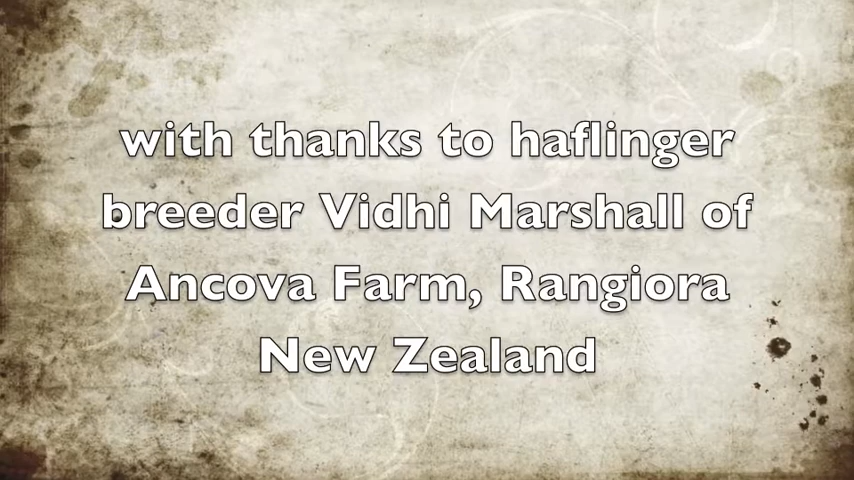 with thanks to haflinger
breeder Vidhi Marshall of
Ancova Farm, Rangiora
New Zealand